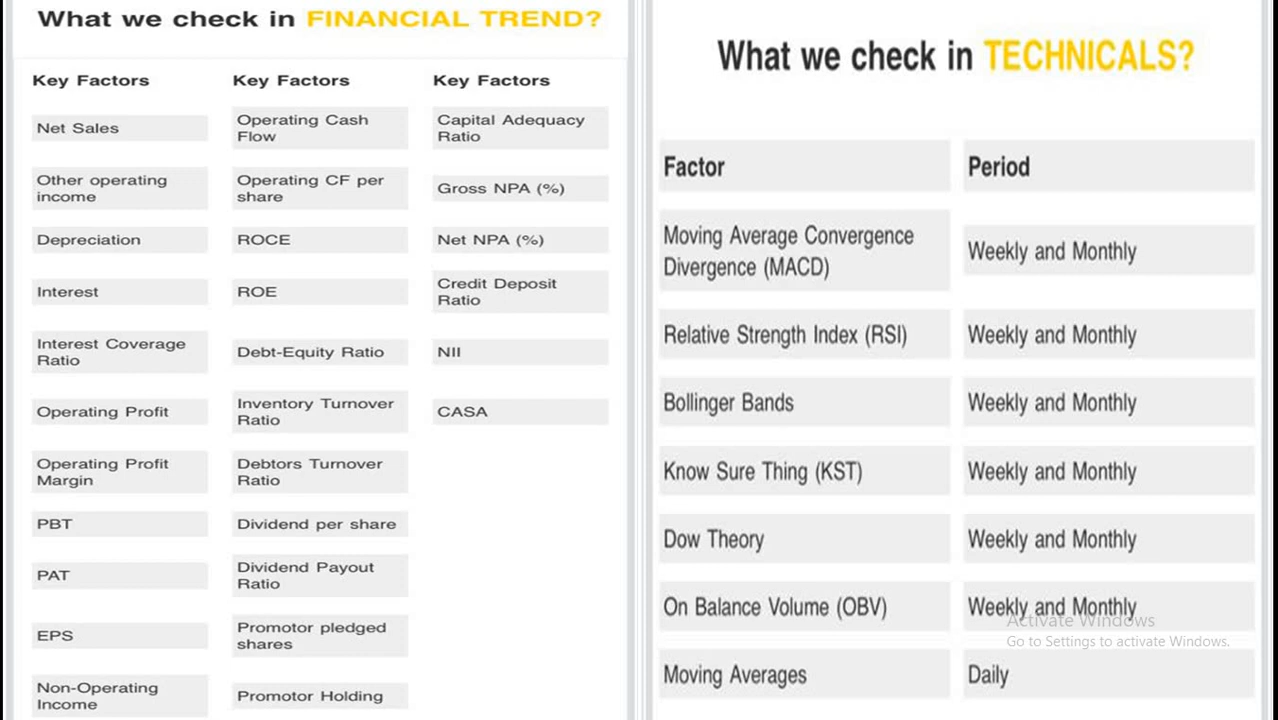 What we check in FINANCIAL TREND?
Key Factors Key Factors Key Factors
Net Sales
Other operating
income
Depreciation
Interest
Interest Coverage
Ratio
Operating Profit
Operating Profit
Margin
PBT
PAT
EPS
Non-Operating
Income
Operating Cash
Flow
Operating CF per
share
ROCE
ROE
Debt-Equity Ratio
Inventory Turnover
Ratio
Debtors Turnover
Ratio
Dividend per share
Dividend Payout
Ratio
Promotor pledged
shares
Promotor Holding
Capital Adequacy
Ratio
Gross NPA (%)
Net NPA (%)
Credit Deposit
Ratio
NII
CASA
What we check in TECHNICALS?
Factor Period
Moving Average Convergence
Divergence (MACD)
Weekly and Monthly
Relative Strength Index (RSI) Weekly and Monthly
Bollinger Bands Weekly and Monthly
Know Sure Thing (KST) Weekly and Monthly
Dow Theory Weekly and Monthly
On Balance Volume (OBV) Weekly and Monthly
Activate Windows
Go to Settings to activate Windows.
Moving Averages Daily